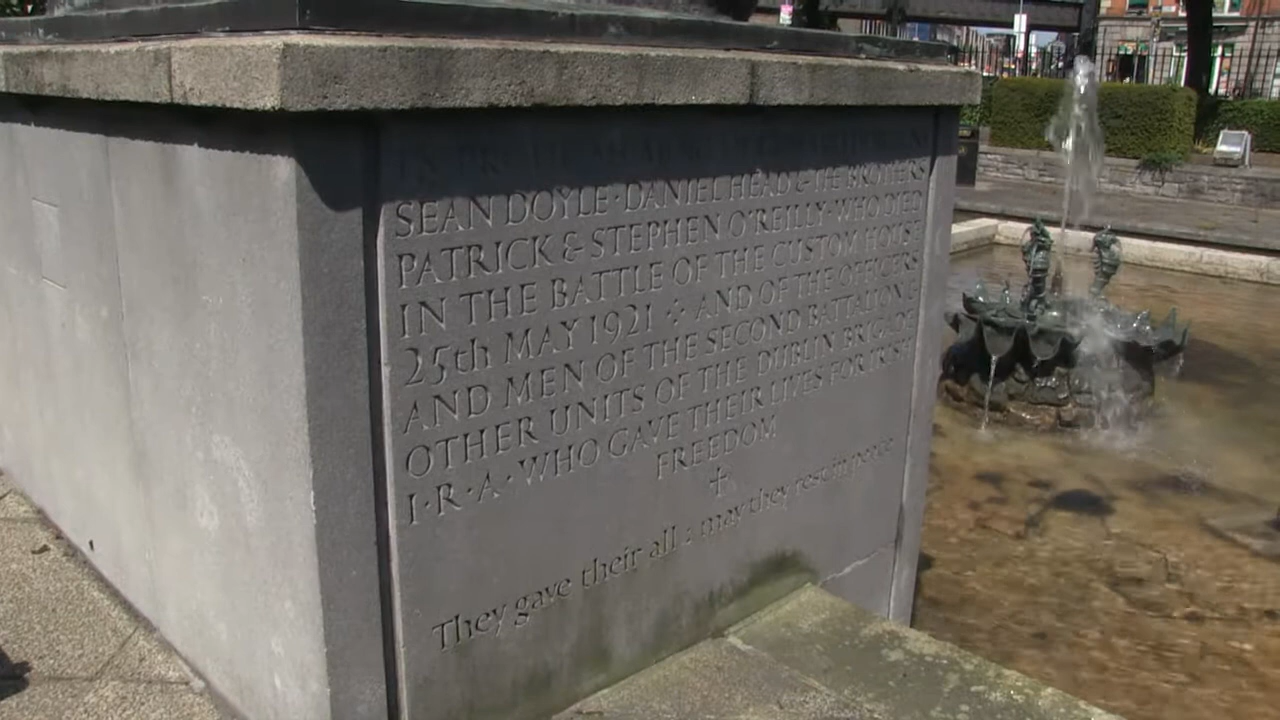 SEAN DOYLE · DANIEL HEAD & THE BROTHERS
PATRICK & STEPHEN O'REILLY · WHO DIED
IN THE BATTLE OF THE CUSTOM HOUSE
25th MAY 1921 AND OF THE OFFICERS
AND MEN OF THE SECOND BATTALION &
OTHER UNITS OF THE DUBLIN BRIGADE
I · R · A · WHO GAVE THEIR LIVES FOR IRISH
FREEDOM
They gave their all : may they rest in peace